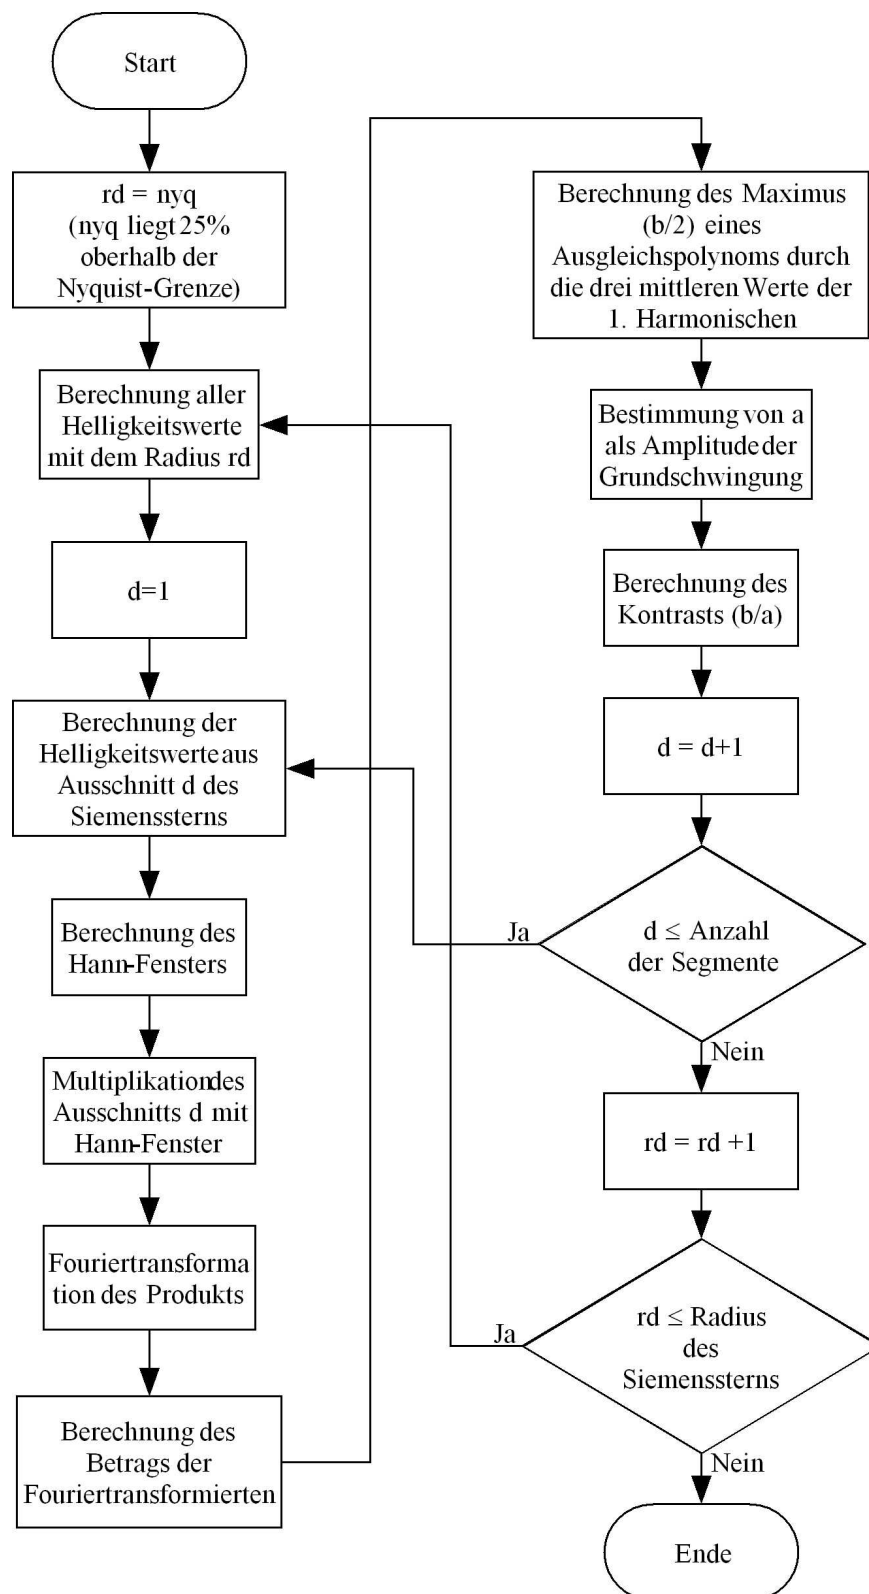 Start
rd = nyq
(nyq liegt 25%
oberhalb der
Nyquist-Grenze)
Berechnung aller
Helligkeitswerte
mit dem Radius rd
d=1
Berechnung der
Helligkeitswerte aus
Ausschnitt d des
Siemenssterns
Berechnung des
Hann-Fensters
Multiplikation des
Ausschnitts d mit
Hann-Fenster
Fouriertransforma
tion des Produkts
Berechnung des
Betrags der
Fouriertransformierten
Berechnung des Maximus
(b/2) eines
Ausgleichspolynoms durch
die drei mittleren Werte der
1. Harmonischen
Bestimmung von a
als Amplitude der
Grundschwingung
Berechnung des
Kontrasts (b/a)
d = d+1
d ≤ Anzahl
der Segmente
Ja
Nein
rd = rd +1
rd ≤ Radius
des
Siemenssterns
Ja
Nein
Ende